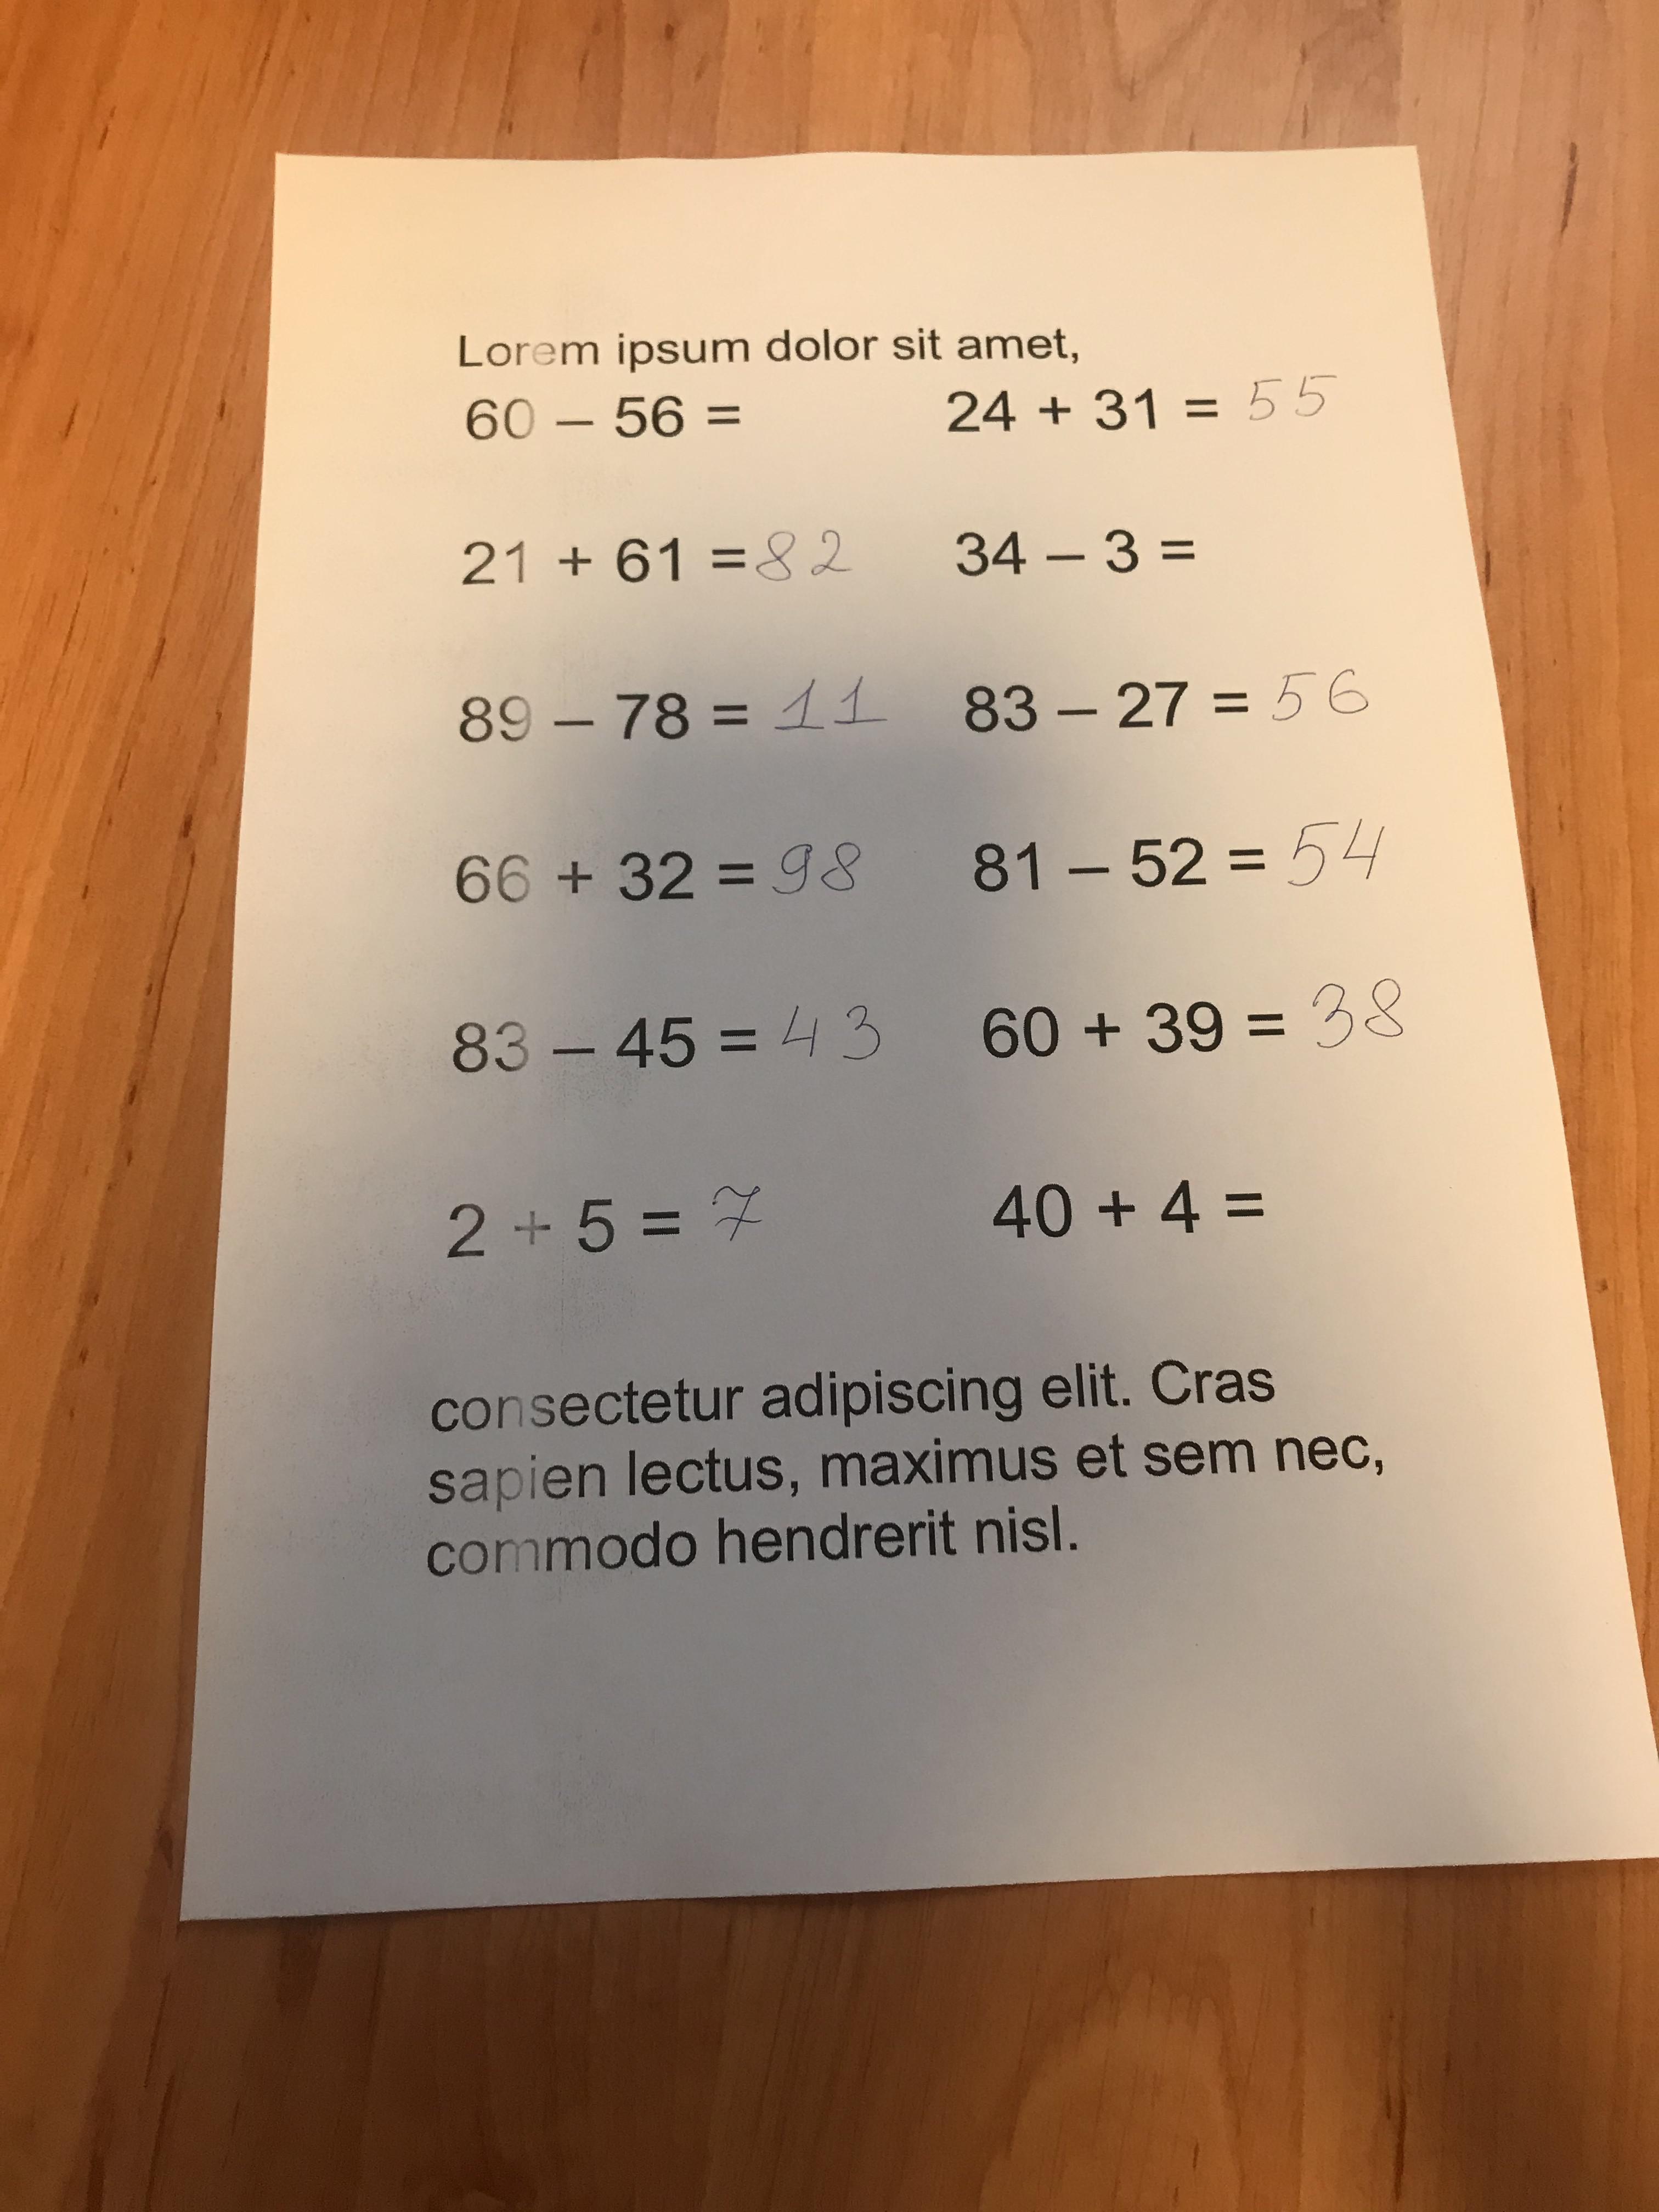 Lorem ipsum dolor sit amet,
60 – 56 = 24 + 31 = 55
21 + 61 = 82 34 – 3 =
89 – 78 = 11 83 – 27 = 56
66 + 32 = 98 81 – 52 = 54
83 – 45 = 43 60 + 39 = 38
2 + 5 = 7 40 + 4 =
consectetur adipiscing elit. Cras
sapien lectus, maximus et sem nec,
commodo hendrerit nisl.